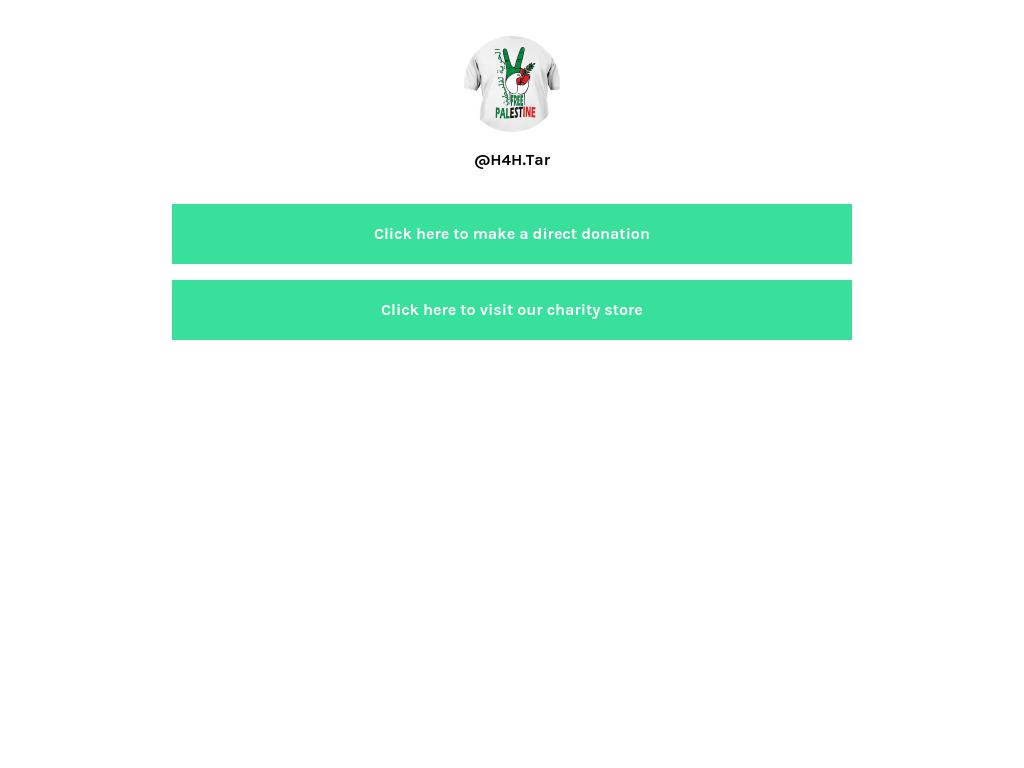 FREE
PALESTINE
@H4H.Tar
Click here to make a direct donation
Click here to visit our charity store